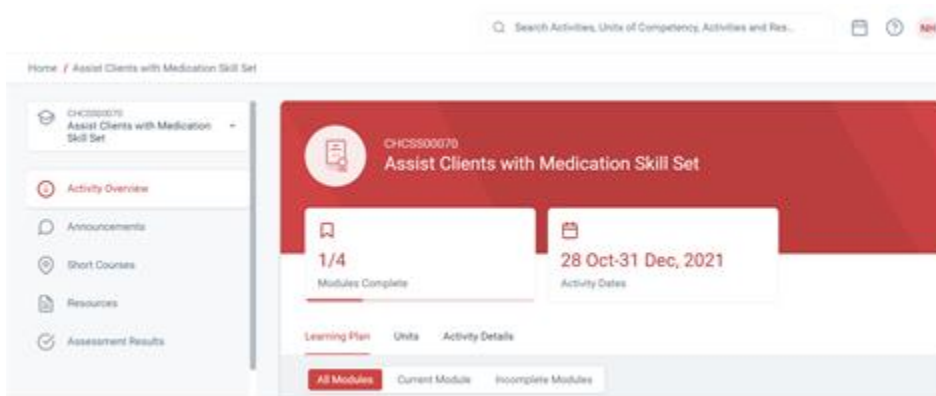 Search Activities, Units of Competency, Activities and Res...
Home / Assist Clients with Medication Skill Set
CHCSS00070
Assist Clients with Medication
Skill Set
CHCSS00070
Assist Clients with Medication Skill Set
Activity Overview
Announcements
Short Courses
Resources
Assessment Results
1/4
Modules Complete
28 Oct-31 Dec, 2021
Activity Dates
Learning Plan Units Activity Details
All Modules Current Module Incomplete Modules